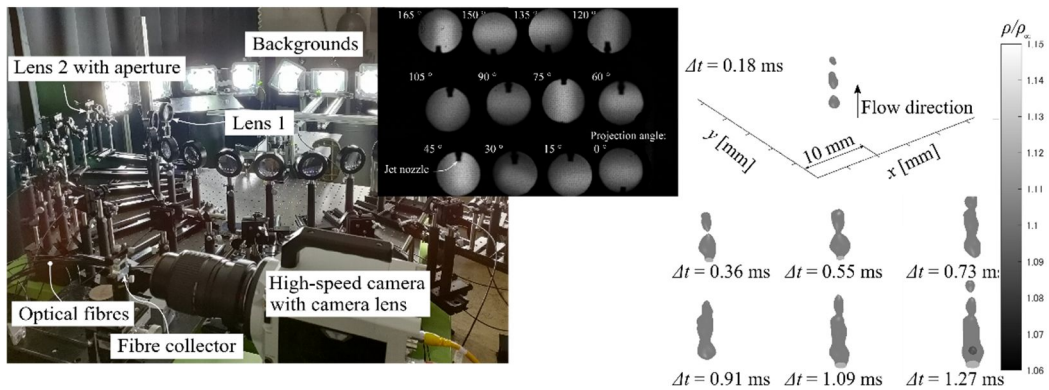 Backgrounds
Lens 2 with aperture
Lens 1
High-speed camera
with camera lens
Optical fibres
Fibre collector
165 ° 150 ° 135 ° 120 °
105 ° 90 ° 75 ° 60 °
Projection angle:
45 ° 30 ° 15 ° 0 °
Jet nozzle
Δt = 0.18 ms
Flow direction
10 mm
y [mm]
x [mm]
Δt = 0.36 ms Δt = 0.55 ms Δt = 0.73 ms
Δt = 0.91 ms Δt = 1.09 ms Δt = 1.27 ms
ρ/ρ∞
1.15
1.14
1.13
1.12
1.11
1.10
1.09
1.08
1.07
1.06